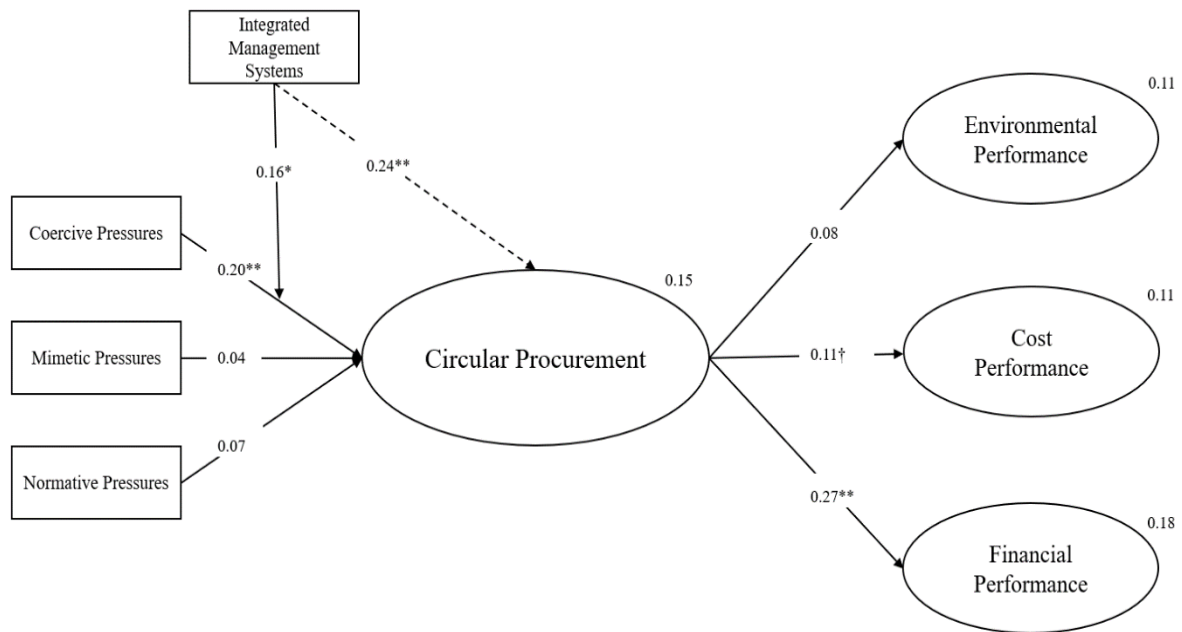 Integrated
Management
Systems
0.11
Environmental
Performance
0.16*
0.24**
Coercive Pressures
0.20**
0.08
0.15
0.11
Mimetic Pressures
0.04
Circular Procurement
0.11†
Cost
Performance
Normative Pressures
0.07
0.27**
0.18
Financial
Performance